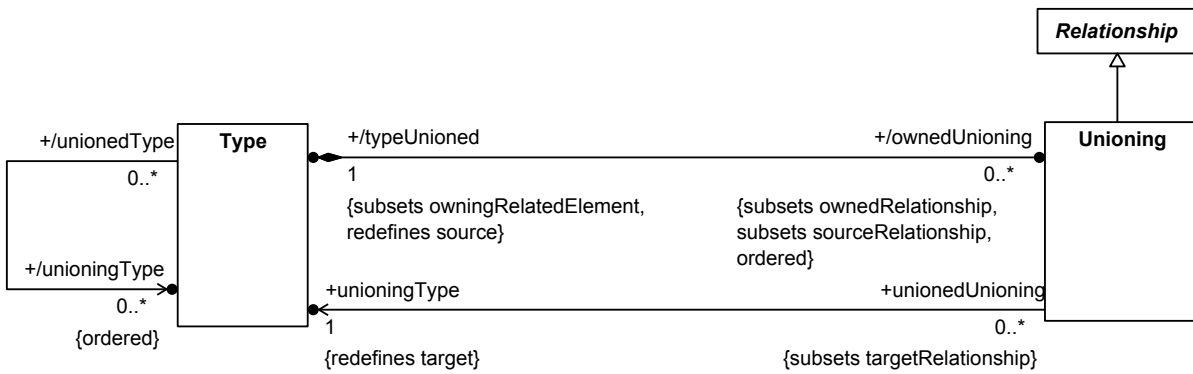 Relationship
+/unionedType
Type
+/typeUnioned
+/ownedUnioning
Unioning
0..*
1
0..*
{subsets owningRelatedElement,
redefines source}
{subsets ownedRelationship,
subsets sourceRelationship,
ordered}
+/unioningType
+unioningType
+unionedUnioning
0..*
1
0..*
{ordered}
{redefines target}
{subsets targetRelationship}